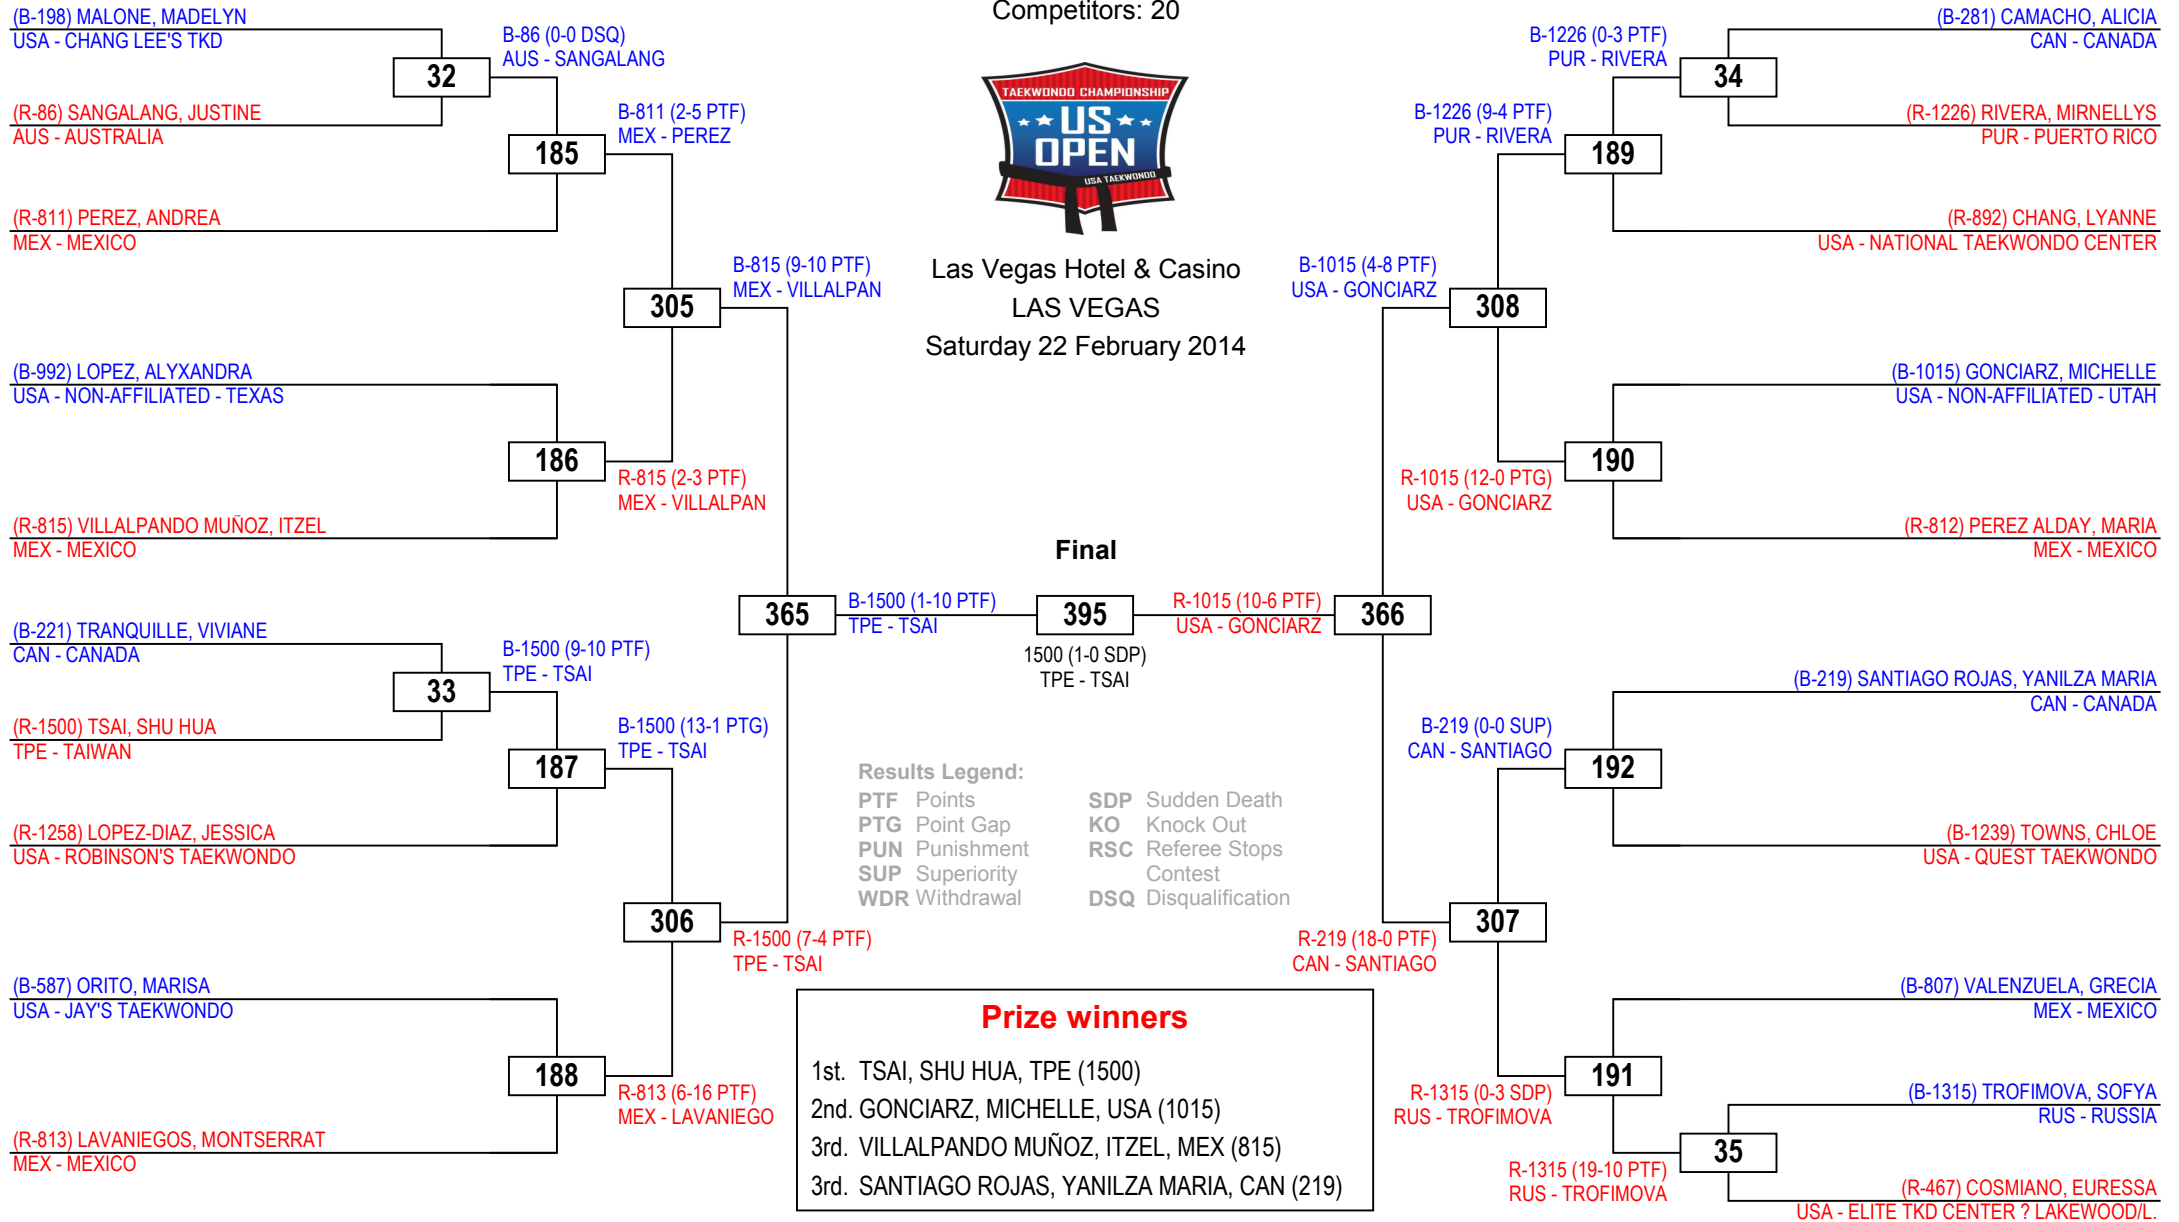 Competitors: 20
TAEKWONDO CHAMPIONSHIP
US
OPEN
USA TAEKWONDO
Las Vegas Hotel & Casino
LAS VEGAS
Saturday 22 February 2014
(B-198) MALONE, MADELYN
USA - CHANG LEE'S TKD
32
(R-86) SANGALANG, JUSTINE
AUS - AUSTRALIA
B-86 (0-0 DSQ)
AUS - SANGALANG
185
(R-811) PEREZ, ANDREA
MEX - MEXICO
B-811 (2-5 PTF)
MEX - PEREZ
305
(B-992) LOPEZ, ALYXANDRA
USA - NON-AFFILIATED - TEXAS
186
(R-815) VILLALPANDO MUÑOZ, ITZEL
MEX - MEXICO
R-815 (2-3 PTF)
MEX - VILLALPAN
B-815 (9-10 PTF)
MEX - VILLALPAN
365
(B-221) TRANQUILLE, VIVIANE
CAN - CANADA
33
(R-1500) TSAI, SHU HUA
TPE - TAIWAN
B-1500 (9-10 PTF)
TPE - TSAI
187
(R-1258) LOPEZ-DIAZ, JESSICA
USA - ROBINSON'S TAEKWONDO
B-1500 (13-1 PTG)
TPE - TSAI
306
(B-587) ORITO, MARISA
USA - JAY'S TAEKWONDO
188
(R-813) LAVANIEGOS, MONTSERRAT
MEX - MEXICO
R-813 (6-16 PTF)
MEX - LAVANIEGO
R-1500 (7-4 PTF)
TPE - TSAI
Final
B-1500 (1-10 PTF)
TPE - TSAI
395
1500 (1-0 SDP)
TPE - TSAI
R-1015 (10-6 PTF)
USA - GONCIARZ
366
(B-281) CAMACHO, ALICIA
CAN - CANADA
34
(R-1226) RIVERA, MIRNELLYS
PUR - PUERTO RICO
B-1226 (0-3 PTF)
PUR - RIVERA
189
(R-892) CHANG, LYANNE
USA - NATIONAL TAEKWONDO CENTER
B-1226 (9-4 PTF)
PUR - RIVERA
308
(B-1015) GONCIARZ, MICHELLE
USA - NON-AFFILIATED - UTAH
190
(R-812) PEREZ ALDAY, MARIA
MEX - MEXICO
R-1015 (12-0 PTG)
USA - GONCIARZ
B-1015 (4-8 PTF)
USA - GONCIARZ
(B-219) SANTIAGO ROJAS, YANILZA MARIA
CAN - CANADA
192
(B-1239) TOWNS, CHLOE
USA - QUEST TAEKWONDO
B-219 (0-0 SUP)
CAN - SANTIAGO
307
R-219 (18-0 PTF)
CAN - SANTIAGO
(B-807) VALENZUELA, GRECIA
MEX - MEXICO
191
R-1315 (0-3 SDP)
RUS - TROFIMOVA
(B-1315) TROFIMOVA, SOFYA
RUS - RUSSIA
35
R-1315 (19-10 PTF)
RUS - TROFIMOVA
(R-467) COSMIANO, EURESSA
USA - ELITE TKD CENTER ? LAKEWOOD/L.
Results Legend:
PTF Points
PTG Point Gap
PUN Punishment
SUP Superiority
WDR Withdrawal
SDP Sudden Death
KO Knock Out
RSC Referee Stops
Contest
DSQ Disqualification
Prize winners
1st. TSAI, SHU HUA, TPE (1500)
2nd. GONCIARZ, MICHELLE, USA (1015)
3rd. VILLALPANDO MUÑOZ, ITZEL, MEX (815)
3rd. SANTIAGO ROJAS, YANILZA MARIA, CAN (219)